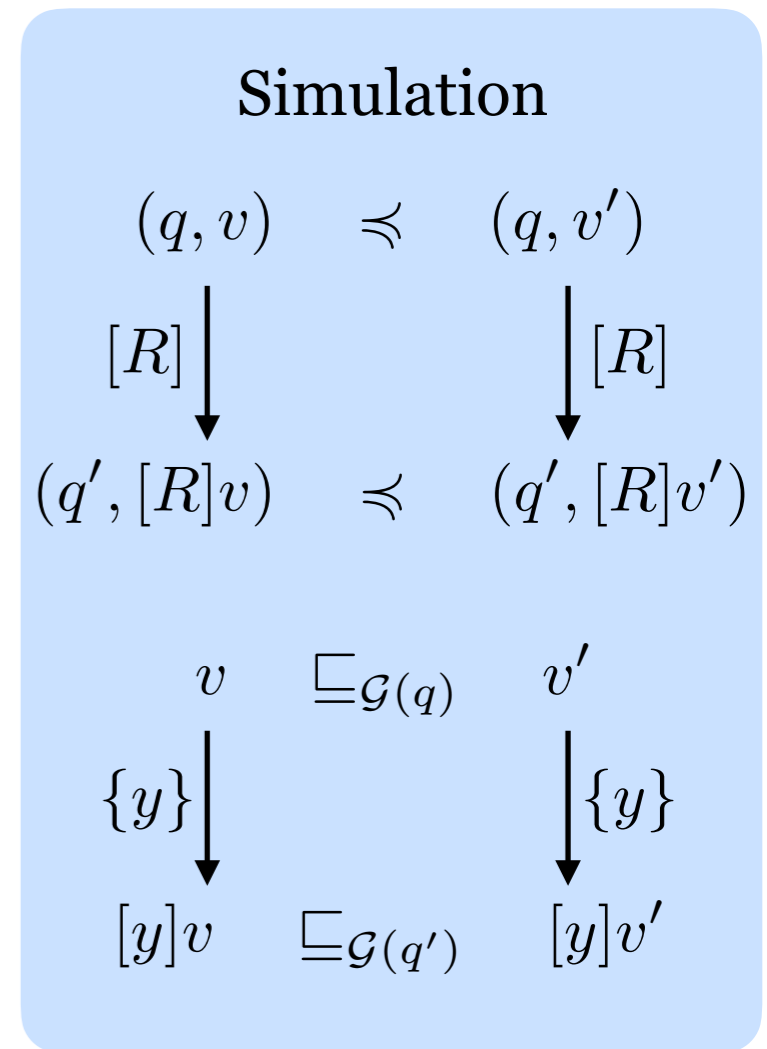 Simulation
(q, v) ≼ (q, v′)
[R] [R]
(q′, [R]v) ≼ (q′, [R]v′)
v ⊑𝒢(q) v′
{y} {y}
[y]v ⊑𝒢(q′) [y]v′